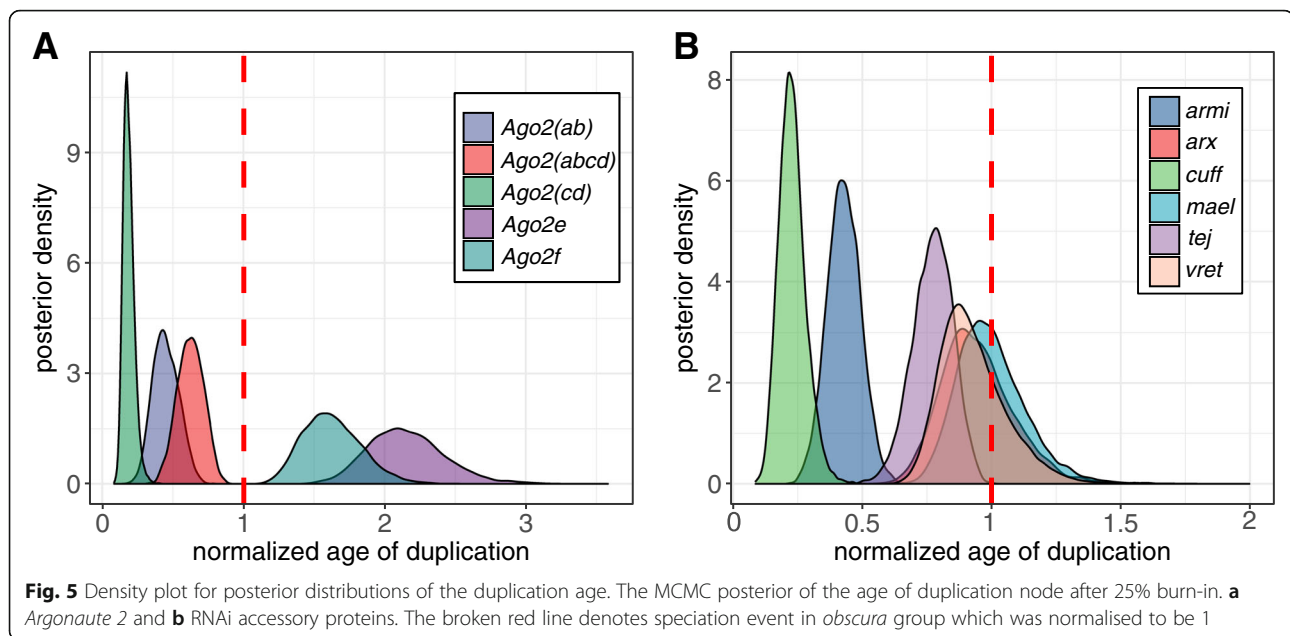 A
B
posterior density
9
6
3
0
Ago2(ab)
Ago2(abcd)
Ago2(cd)
Ago2e
Ago2f
0
1
2
3
normalized age of duplication
posterior density
8
6
4
2
0
armi
arx
cuff
mael
tej
vret
0
0.5
1
1.5
2
normalized age of duplication
Fig. 5 Density plot for posterior distributions of the duplication age. The MCMC posterior of the age of duplication node after 25% burn-in. a
Argonaute 2 and b RNAi accessory proteins. The broken red line denotes speciation event in obscura group which was normalised to be 1